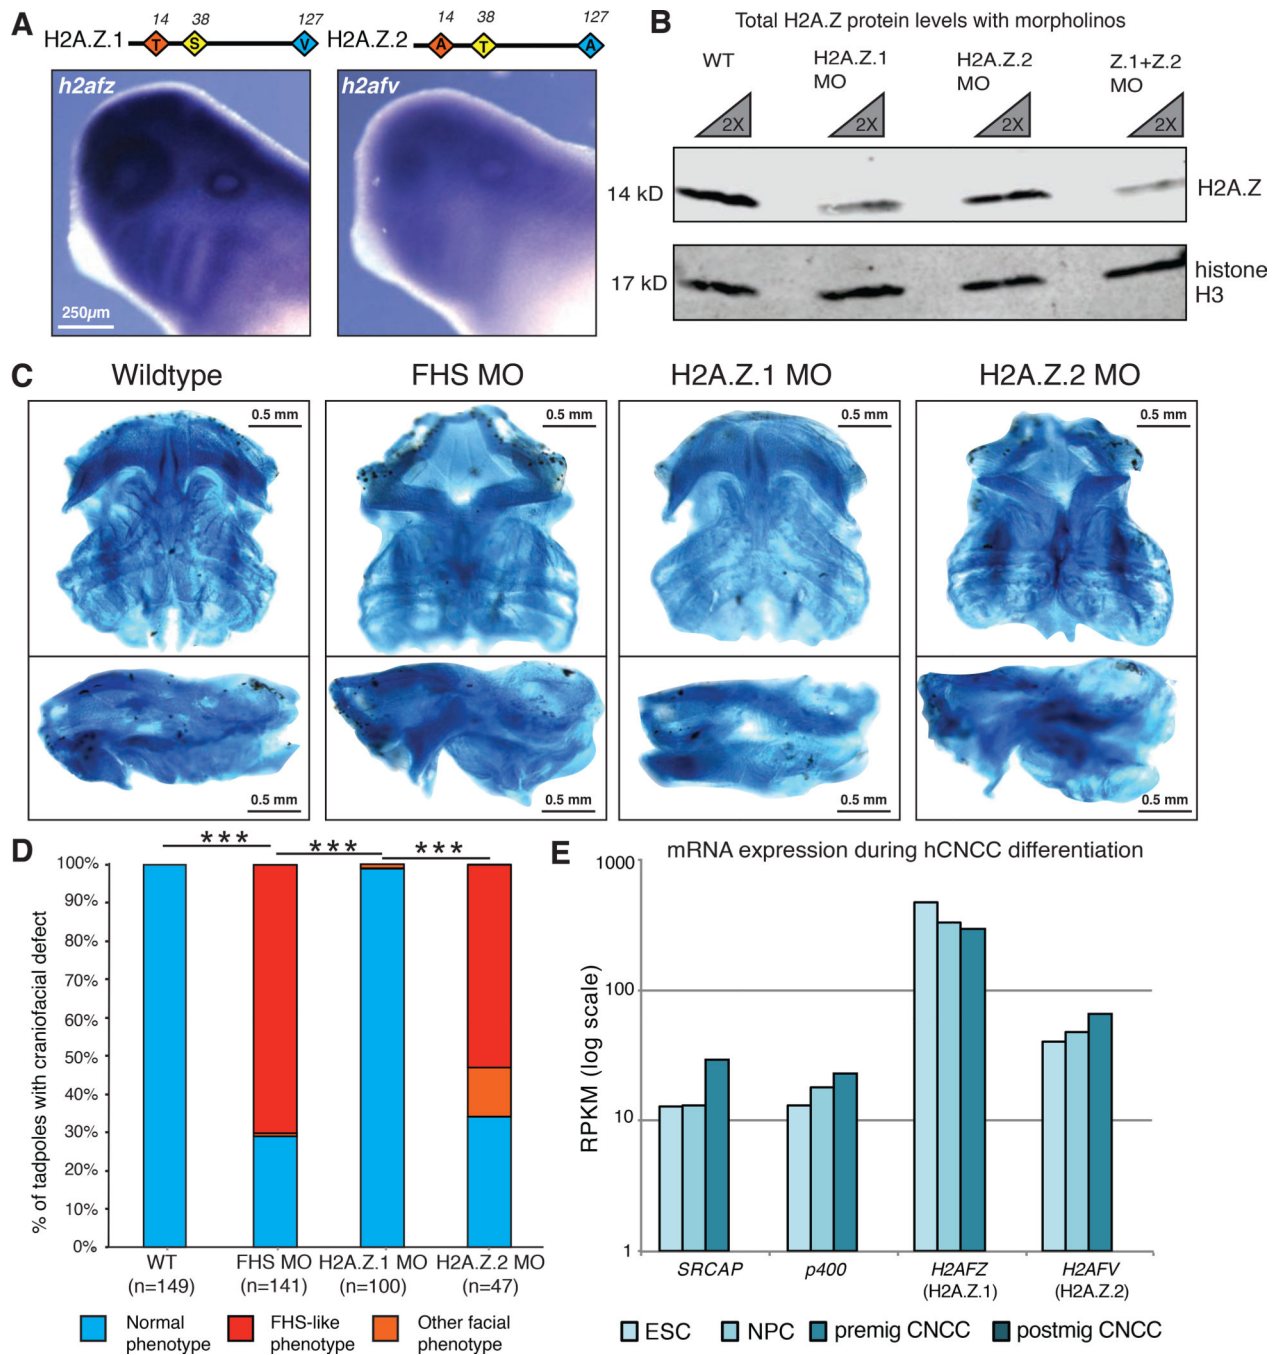 A
14 38 127
H2A.Z.1 T S V
14 38 127
H2A.Z.2 A T A
h2afz
250µm
h2afv
B
Total H2A.Z protein levels with morpholinos
WT
H2A.Z.1
MO
H2A.Z.2
MO
Z.1+Z.2
MO
2X 2X 2X 2X
14 kD
H2A.Z
17 kD
histone
H3
C
Wildtype
FHS MO
H2A.Z.1 MO
H2A.Z.2 MO
0.5 mm 0.5 mm 0.5 mm 0.5 mm
0.5 mm 0.5 mm 0.5 mm 0.5 mm
D
*** *** ***
% of tadpoles with craniofacial defect
100%
90%
80%
70%
60%
50%
40%
30%
20%
10%
0%
WT
(n=149)
FHS MO
(n=141)
H2A.Z.1 MO
(n=100)
H2A.Z.2 MO
(n=47)
Normal
phenotype
FHS-like
phenotype
Other facial
phenotype
E
mRNA expression during hCNCC differentiation
RPKM (log scale)
1000
100
10
1
SRCAP
p400
H2AFZ
(H2A.Z.1)
H2AFV
(H2A.Z.2)
ESC
NPC
premig CNCC
postmig CNCC